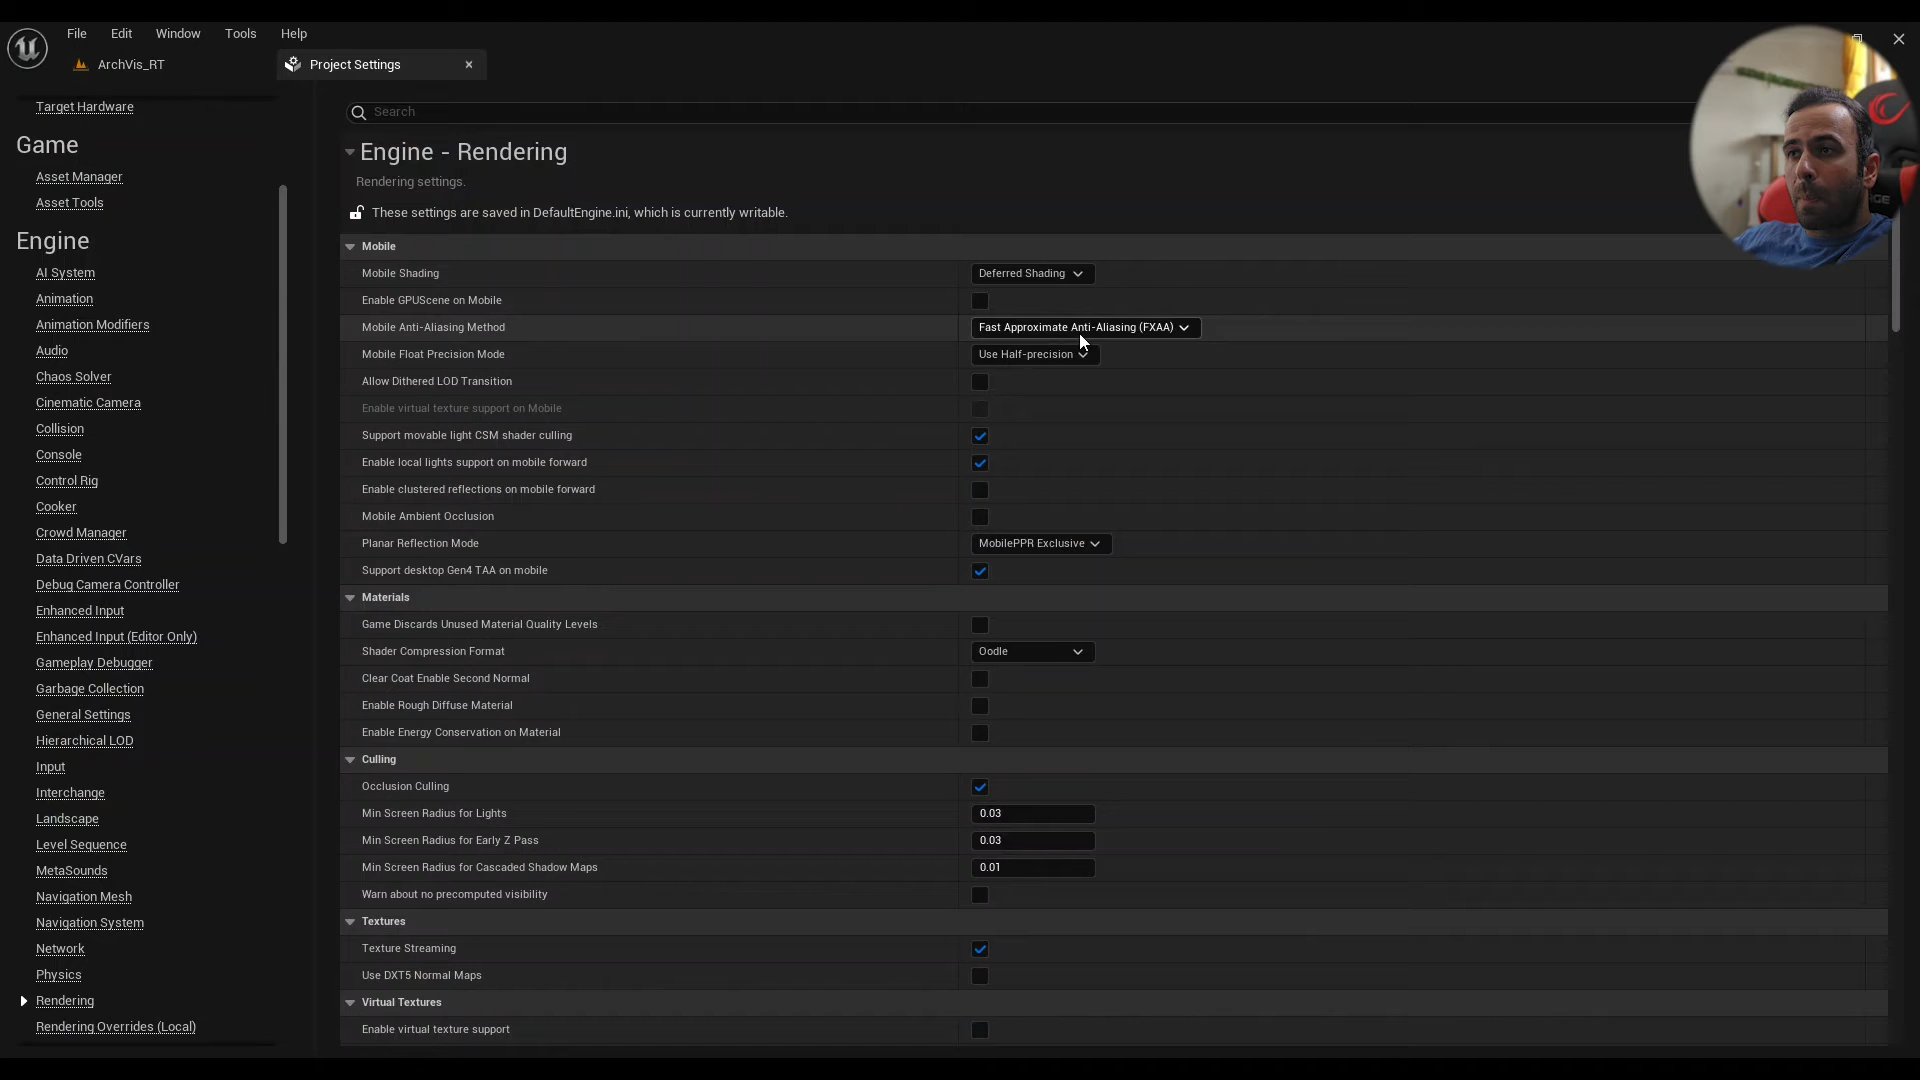 File Edit Window Tools Help
ArchVis_RT
Project Settings
Target Hardware
Game
Asset Manager
Asset Tools
Engine
AI System
Animation
Animation Modifiers
Audio
Chaos Solver
Cinematic Camera
Collision
Console
Control Rig
Cooker
Crowd Manager
Data Driven CVars
Debug Camera Controller
Enhanced Input
Enhanced Input (Editor Only)
Gameplay Debugger
Garbage Collection
General Settings
Hierarchical LOD
Input
Interchange
Landscape
Level Sequence
MetaSounds
Navigation Mesh
Navigation System
Network
Physics
Rendering
Rendering Overrides (Local)
Search
Engine - Rendering
Rendering settings.
These settings are saved in DefaultEngine.ini, which is currently writable.
Mobile
Mobile Shading Deferred Shading
Enable GPUScene on Mobile
Mobile Anti-Aliasing Method Fast Approximate Anti-Aliasing (FXAA)
Mobile Float Precision Mode Use Half-precision
Allow Dithered LOD Transition
Enable virtual texture support on Mobile
Support movable light CSM shader culling
Enable local lights support on mobile forward
Enable clustered reflections on mobile forward
Mobile Ambient Occlusion
Planar Reflection Mode MobilePPR Exclusive
Support desktop Gen4 TAA on mobile
Materials
Game Discards Unused Material Quality Levels
Shader Compression Format Oodle
Clear Coat Enable Second Normal
Enable Rough Diffuse Material
Enable Energy Conservation on Material
Culling
Occlusion Culling
Min Screen Radius for Lights 0.03
Min Screen Radius for Early Z Pass 0.03
Min Screen Radius for Cascaded Shadow Maps 0.01
Warn about no precomputed visibility
Textures
Texture Streaming
Use DXT5 Normal Maps
Virtual Textures
Enable virtual texture support